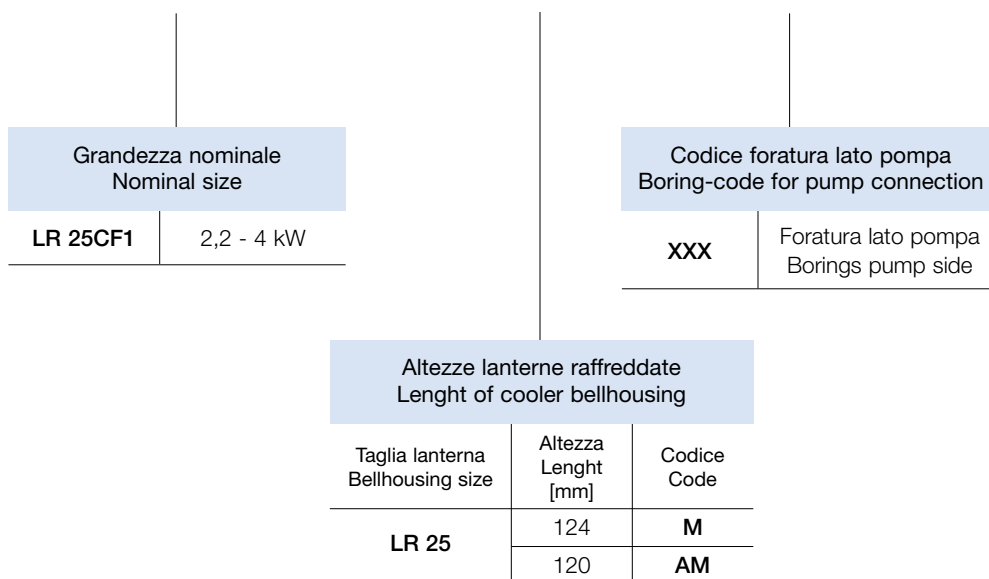 Grandezza nominale
Nominal size
LR 25CF1 2,2 - 4 kW
Codice foratura lato pompa
Boring-code for pump connection
XXX
Foratura lato pompa
Borings pump side
Altezze lanterne raffreddate
Lenght of cooler bellhousing
Taglia lanterna
Bellhousing size
Altezza
Lenght
[mm]
Codice
Code
LR 25
124 M
120 AM